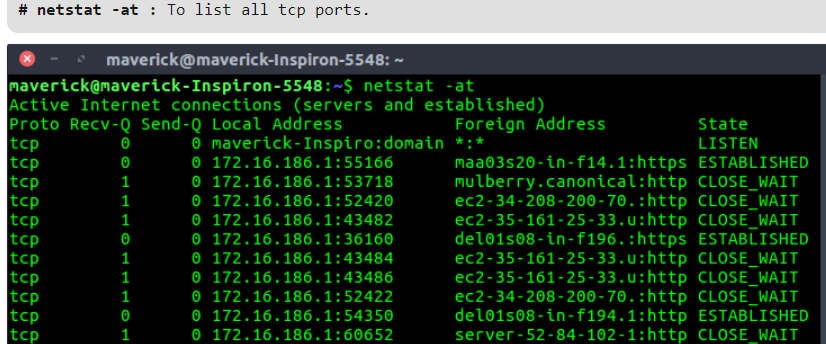 # netstat -at : To list all tcp ports.
maverick@maverick-Inspiron-5548: ~
maverick@maverick-Inspiron-5548:~$ netstat -at
Active Internet connections (servers and established)
Proto Recv-Q Send-Q Local Address           Foreign Address         State
tcp        0      0 maverick-Inspiro:domain *:*                     LISTEN
tcp        0      0 172.16.186.1:55166      maa03s20-in-f14.1:https ESTABLISHED
tcp        1      0 172.16.186.1:53718      mulberry.canonical:http CLOSE_WAIT
tcp        1      0 172.16.186.1:52420      ec2-34-208-200-70.:http CLOSE_WAIT
tcp        1      0 172.16.186.1:43482      ec2-35-161-25-33.u:http CLOSE_WAIT
tcp        0      0 172.16.186.1:36160      del01s08-in-f196.:https ESTABLISHED
tcp        1      0 172.16.186.1:43484      ec2-35-161-25-33.u:http CLOSE_WAIT
tcp        1      0 172.16.186.1:43486      ec2-35-161-25-33.u:http CLOSE_WAIT
tcp        1      0 172.16.186.1:52422      ec2-34-208-200-70.:http CLOSE_WAIT
tcp        0      0 172.16.186.1:54350      del01s08-in-f194.1:https ESTABLISHED
tcp        1      0 172.16.186.1:60652      server-52-84-102-1:http CLOSE_WAIT